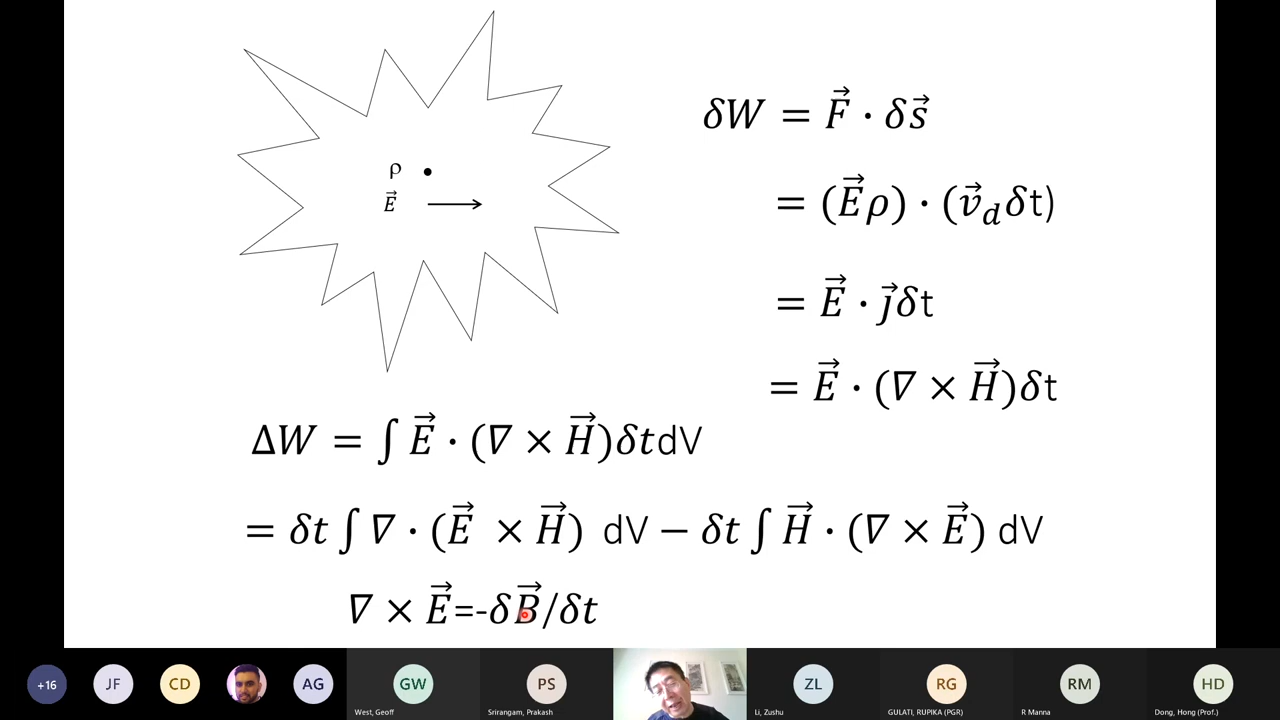 δW = F⃗ · δs⃗
ρ
E⃗
= (E⃗ρ) · (v⃗_d δt)
= E⃗ · ȷ⃗δt
= E⃗ · (∇ × H⃗)δt
ΔW = ∫ E⃗ · (∇ × H⃗)δtdV
= δt ∫ ∇ · (E⃗ × H⃗) dV − δt ∫ H⃗ · (∇ × E⃗) dV
∇ × E⃗=-δB⃗/δt
+16 JF CD AG GW PS ZL RG RM HD
West, Geoff Srirangam, Prakash Li, Zushu GULATI, RUPIKA (PGR) R Manna Dong, Hong (Prof.)